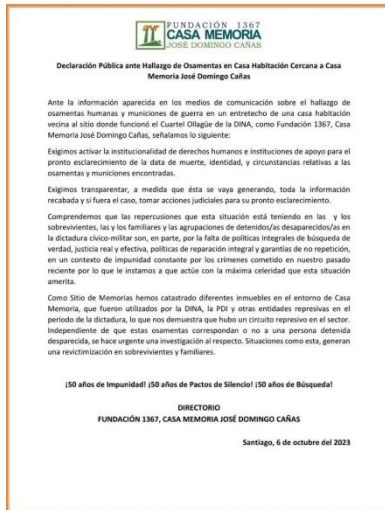 FUNDACIÓN 1367
CASA MEMORIA
JOSÉ DOMINGO CAÑAS
Declaración Pública ante Hallazgo de Osamentas en Casa Habitación Cercana a Casa
Memoria José Domingo Cañas
Ante la información aparecida en los medios de comunicación sobre el hallazgo de
osamentas humanas y municiones de guerra en un entretecho de una casa habitación
vecina al sitio donde funcionó el Cuartel Ollagüe de la DINA, como Fundación 1367, Casa
Memoria José Domingo Cañas, señalamos lo siguiente:
Exigimos activar la institucionalidad de derechos humanos e instituciones de apoyo para el
pronto esclarecimiento de la data de muerte, identidad, y circunstancias relativas a las
osamentas y municiones encontradas.
Exigimos transparentar, a medida que ésta se vaya generando, toda la información
recabada y si fuera el caso, tomar acciones judiciales para su pronto esclarecimiento.
Comprendemos que las repercusiones que esta situación está teniendo en las y los
sobrevivientes, las y los familiares y las agrupaciones de detenidos/as desaparecidos/as en
la dictadura cívico-militar son, en parte, por la falta de políticas integrales de búsqueda de
verdad, justicia real y efectiva, políticas de reparación integral y garantías de no repetición,
en un contexto de impunidad constante por los crímenes cometido en nuestro pasado
reciente por lo que le instamos a que actúe con la máxima celeridad que esta situación
amerita.
Como Sitio de Memorias hemos catastrado diferentes inmuebles en el entorno de Casa
Memoria, que fueron utilizados por la DINA, la PDI y otras entidades represivas en el
periodo de la dictadura, lo que nos demuestra que hubo un circuito represivo en el sector.
Independiente de que estas osamentas correspondan o no a una persona detenida
desparecida, se hace urgente una investigación al respecto. Situaciones como esta, generan
una revictimización en sobrevivientes y familiares.
¡50 años de Impunidad! ¡50 años de Pactos de Silencio! ¡50 años de Búsqueda!
DIRECTORIO
FUNDACIÓN 1367, CASA MEMORIA JOSÉ DOMINGO CAÑAS
Santiago, 6 de octubre del 2023